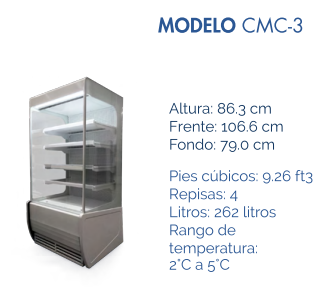 MODELO CMC-3
Altura: 86.3 cm
Frente: 106.6 cm
Fondo: 79.0 cm
Pies cúbicos: 9.26 ft3
Repisas: 4
Litros: 262 litros
Rango de
temperatura:
2°C a 5°C